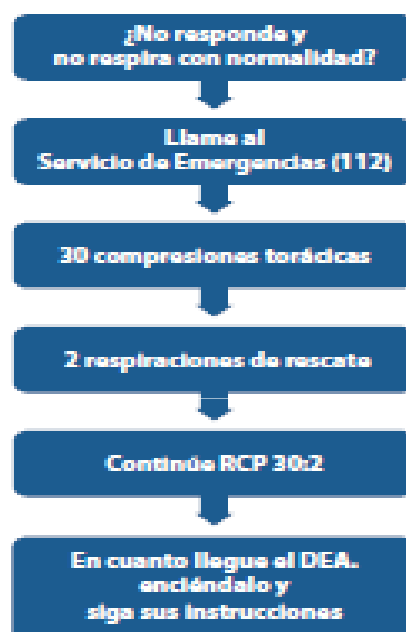 ¿No responde y
no respira con normalidad?
Llame al
Servicio de Emergencias (112)
30 compresiones torácicas
2 respiraciones de rescate
Continúe RCP 30:2
En cuanto llegue el DEA.
enciéndalo y
siga sus instrucciones